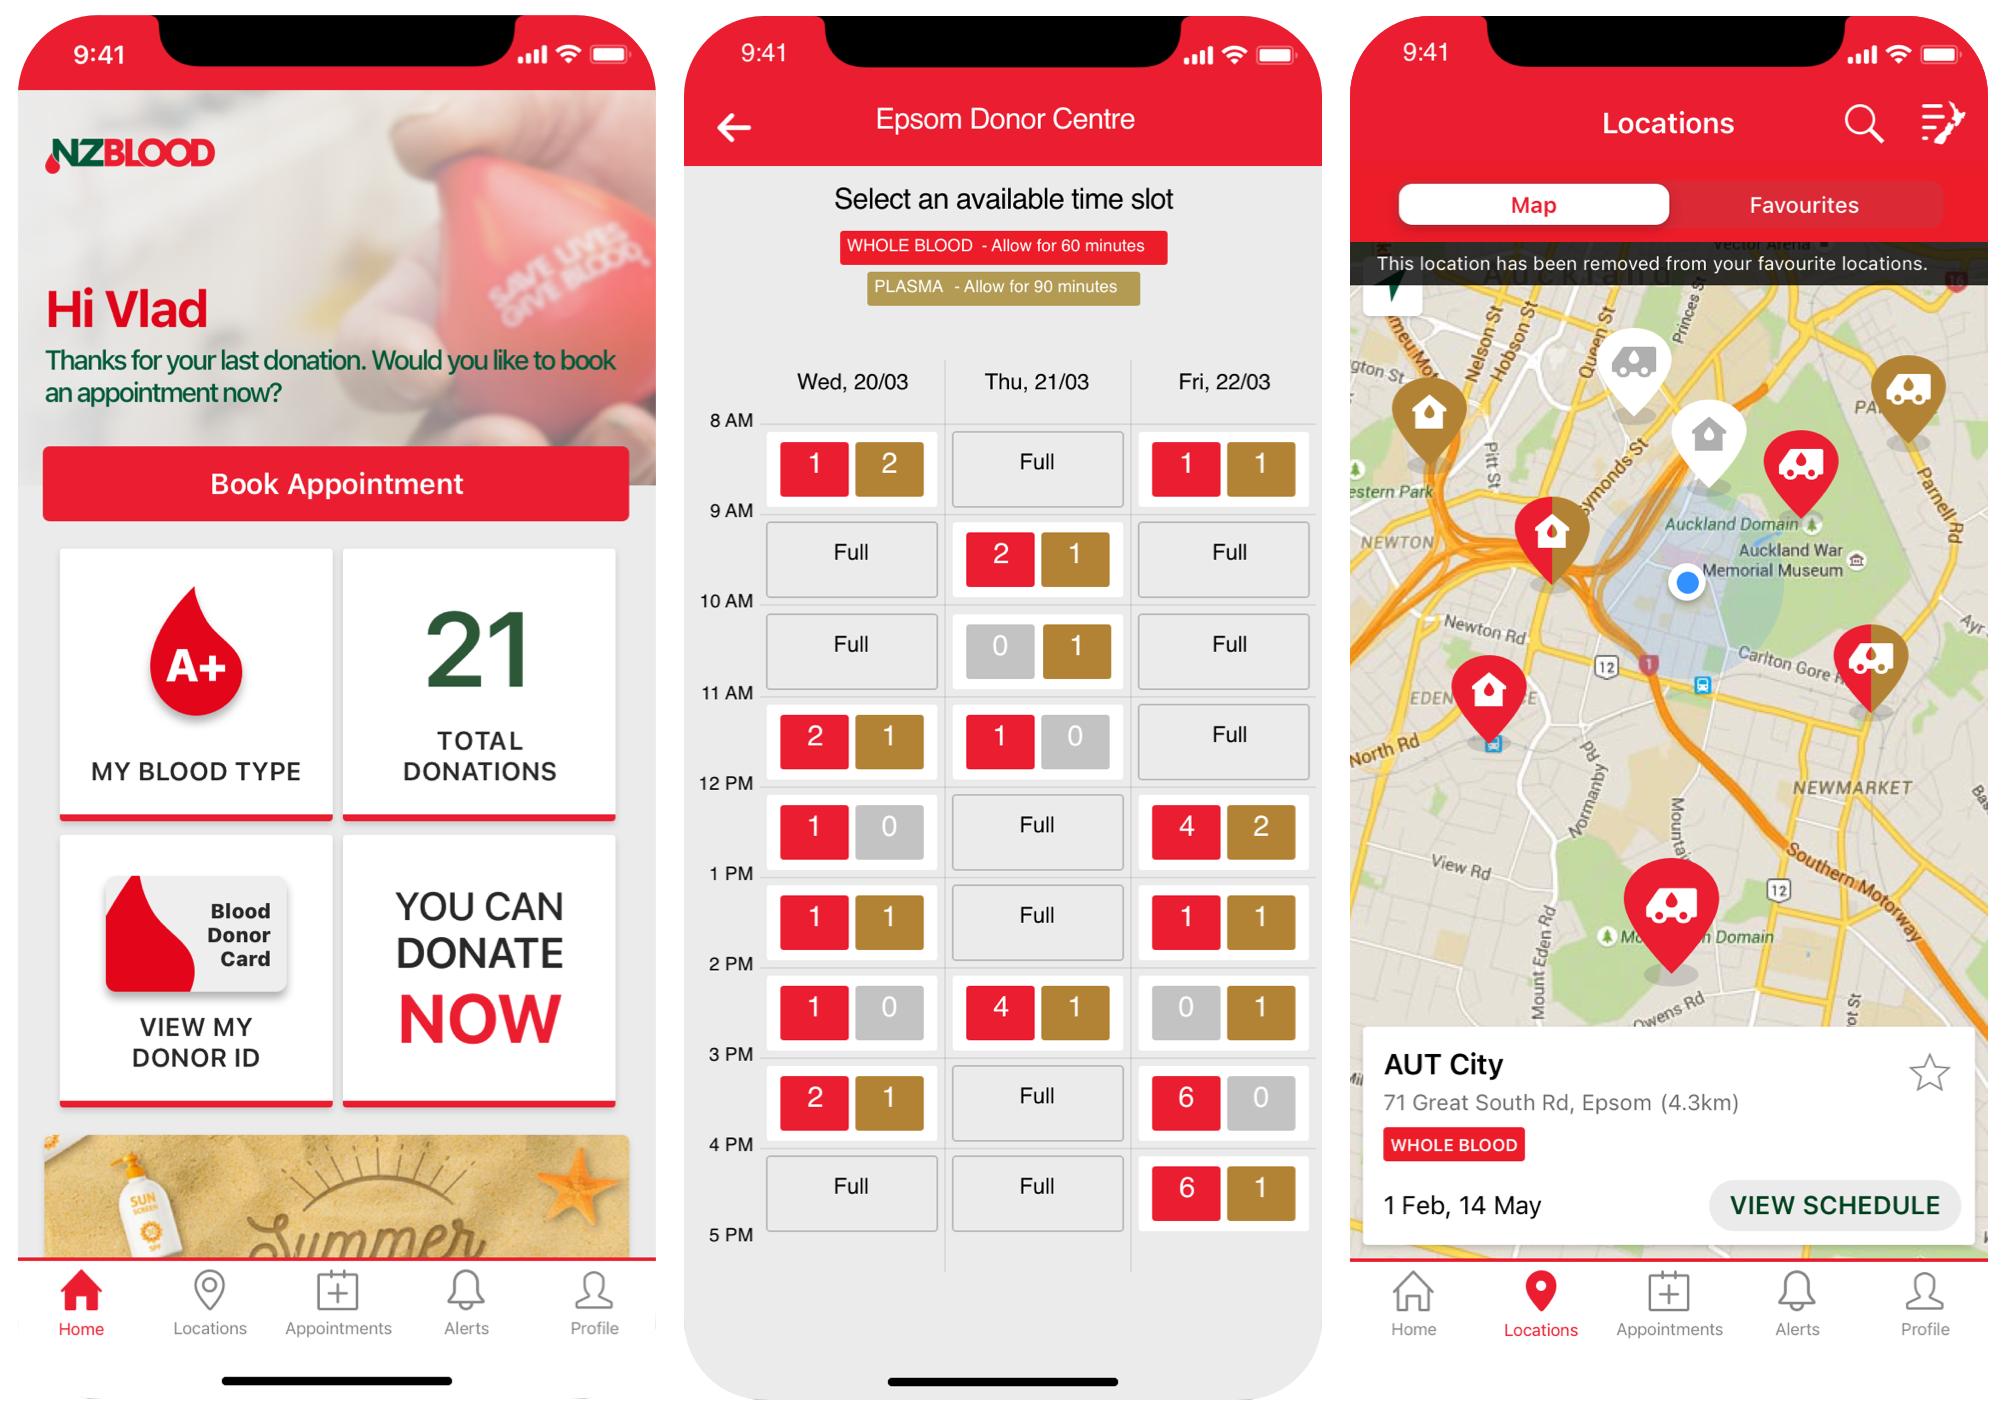 9:41
NZBLOOD
SAVE LIVES
GIVE BLOOD
Hi Vlad
Thanks for your last donation. Would you like to book
an appointment now?
Book Appointment
A+
MY BLOOD TYPE
21
TOTAL
DONATIONS
Blood
Donor
Card
VIEW MY
DONOR ID
YOU CAN
DONATE
NOW
SUN
SCREEN
SPF
Summer
Home
Locations
Appointments
Alerts
Profile
9:41
Epsom Donor Centre
Select an available time slot
WHOLE BLOOD - Allow for 60 minutes
PLASMA - Allow for 90 minutes
Wed, 20/03
Thu, 21/03
Fri, 22/03
8 AM
1 2 Full 1 1
9 AM
Full 2 1 Full
10 AM
Full 0 1 Full
11 AM
2 1 1 0 Full
12 PM
1 0 Full 4 2
1 PM
1 1 Full 1 1
2 PM
1 0 4 1 0 1
3 PM
2 1 Full 6 0
4 PM
Full Full 6 1
5 PM
9:41
Locations
Map
Favourites
Vector Arena
This location has been removed from your favourite locations.
16
Nelson St
Hobson St
Queen St
Princes St
Pitt St
Symonds St
Parnell Rd
Auckland Domain
Auckland War
Memorial Museum
NEWTON
Newton Rd
12
1
Carlton Gore
Ayr
EDEN
North Rd
Normanby Rd
NEWMARKET
View Rd
Southern Motorway
12
Mount Eden Rd
Domain
Owens Rd
AUT City
71 Great South Rd, Epsom (4.3km)
WHOLE BLOOD
1 Feb, 14 May
VIEW SCHEDULE
Home
Locations
Appointments
Alerts
Profile